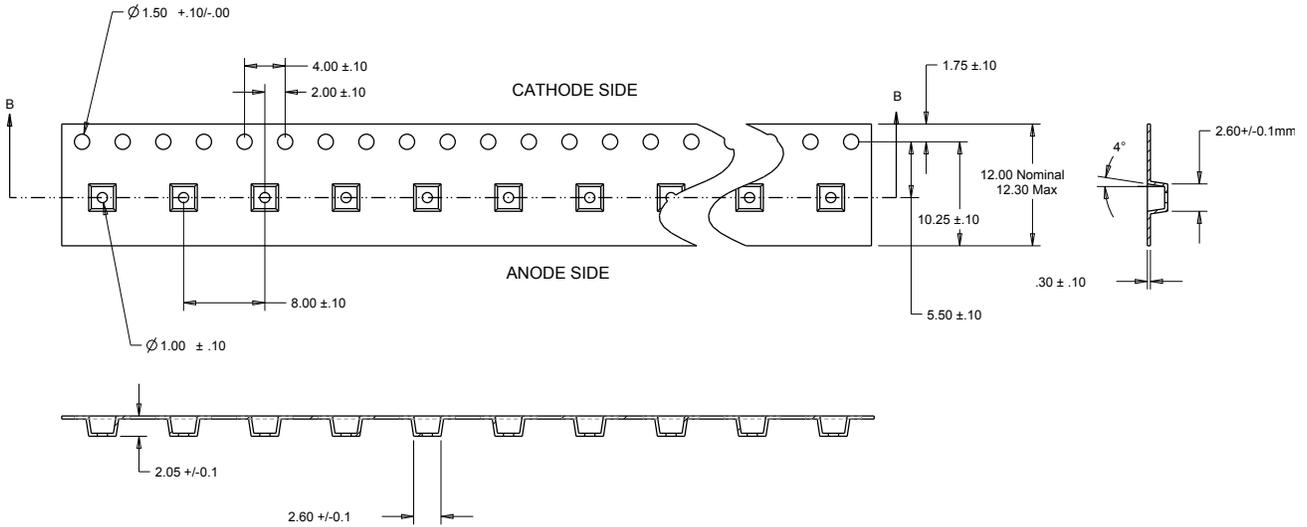 Ø 1.50 +.10/-.00
4.00 ±.10
2.00 ±.10
CATHODE SIDE
1.75 ±.10
B
B
2.60+/-0.1mm
4°
12.00 Nominal
12.30 Max
10.25 ±.10
ANODE SIDE
.30 ± .10
8.00 ±.10
5.50 ±.10
Ø 1.00 ± .10
2.05 +/-0.1
2.60 +/-0.1